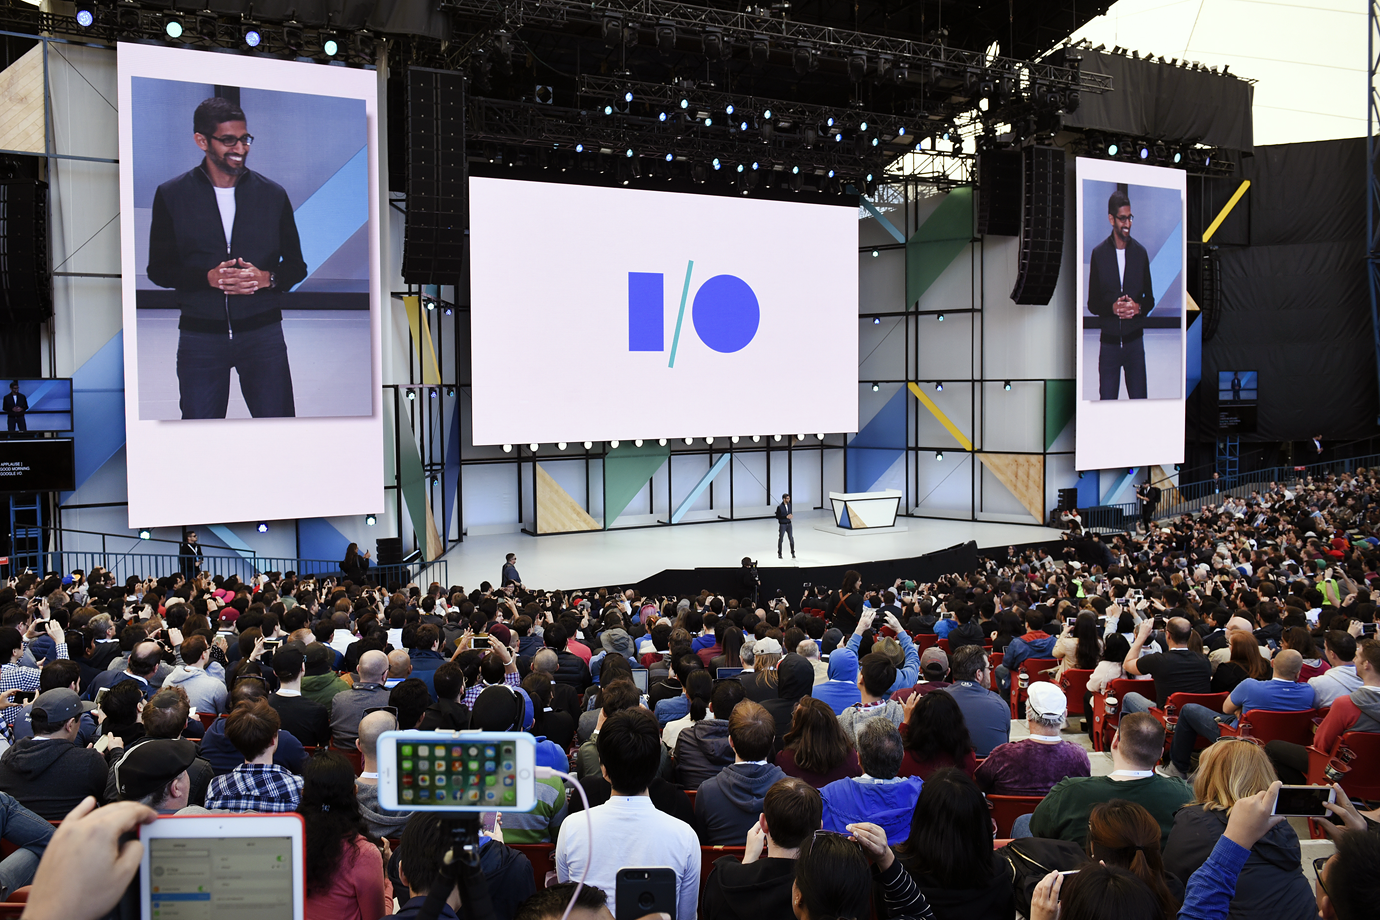 I/O
APPLAUSE]
GOOD MORNING,
GOOGLE I/O.